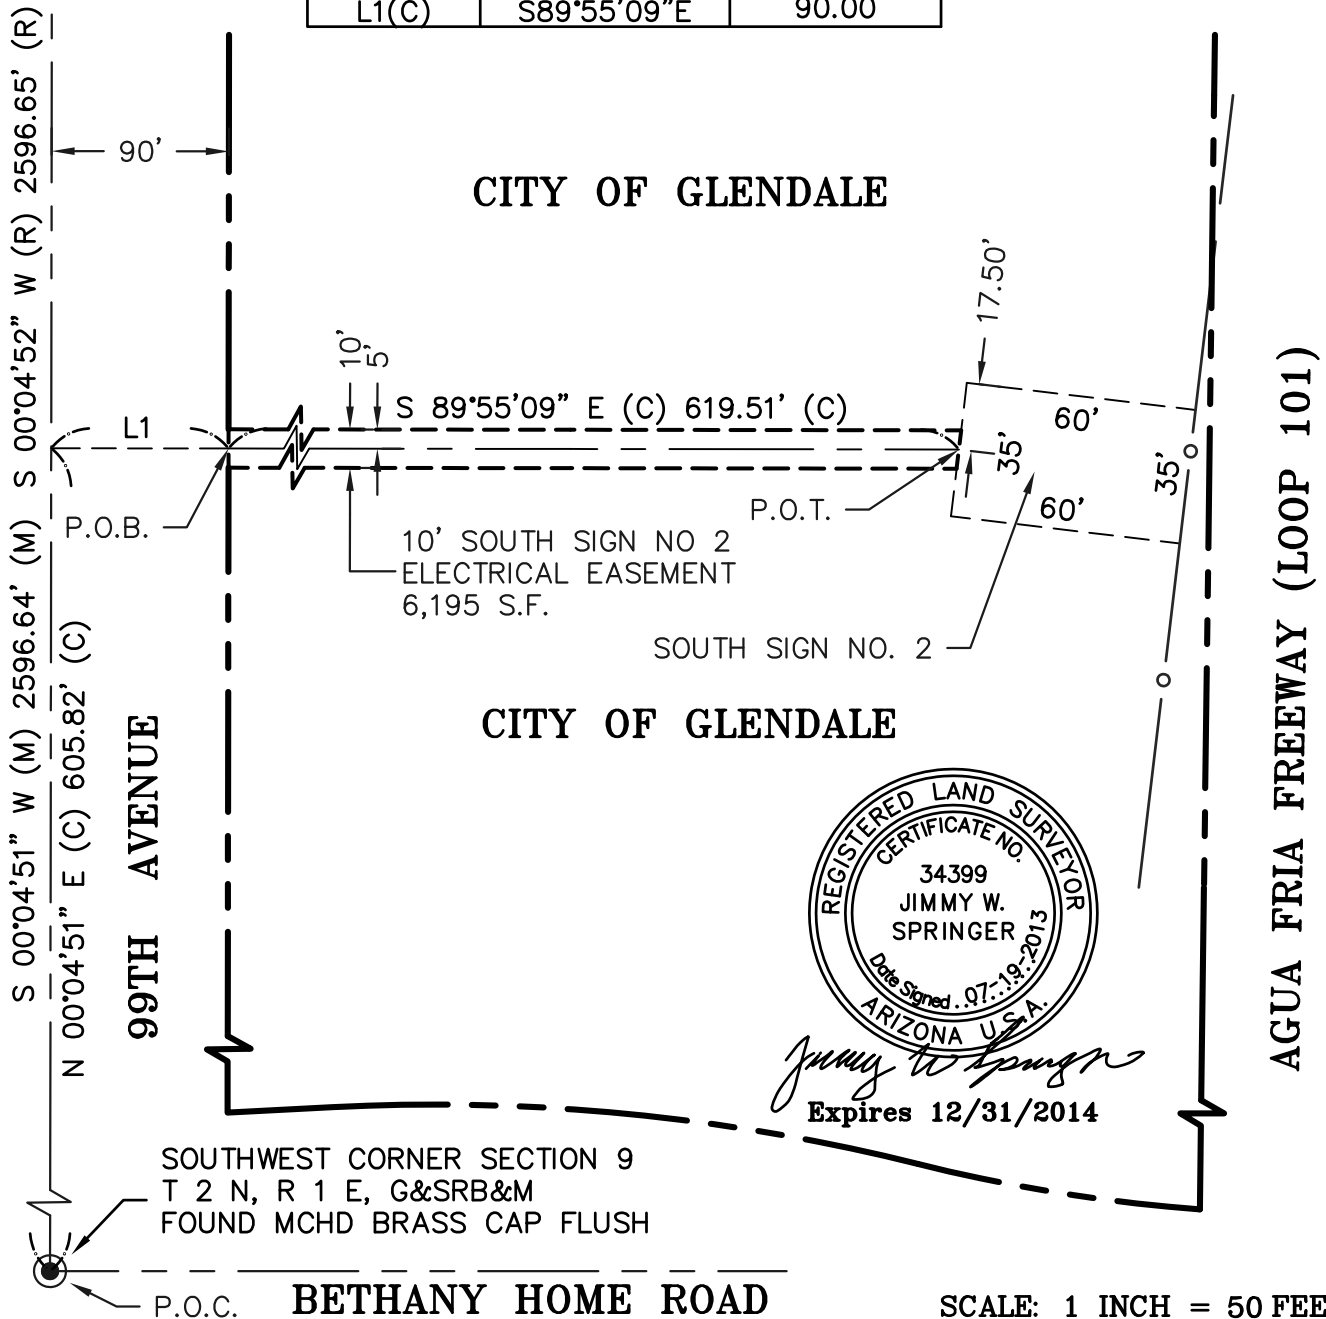 L1(C) S89°55'09"E 90.00
S 00°04'52" W (R) 2596.65' (R)
S 00°04'51" W (M) 2596.64' (M)
N 00°04'51" E (C) 605.82' (C)
90'
CITY OF GLENDALE
17.50'
10'
5'
S 89°55'09" E (C) 619.51' (C)
L1
60'
35'
35'
60'
P.O.B.
P.O.T.
10' SOUTH SIGN NO 2
ELECTRICAL EASEMENT
6,195 S.F.
SOUTH SIGN NO. 2
CITY OF GLENDALE
99TH AVENUE
AGUA FRIA FREEWAY (LOOP 101)
REGISTERED LAND SURVEYOR
CERTIFICATE NO.
34399
JIMMY W.
SPRINGER
Date Signed 07-19-2013
ARIZONA U.S.A.
Jimmy W Springer
Expires 12/31/2014
SOUTHWEST CORNER SECTION 9
T 2 N, R 1 E, G&SRB&M
FOUND MCHD BRASS CAP FLUSH
P.O.C.
BETHANY HOME ROAD
SCALE: 1 INCH = 50 FEE